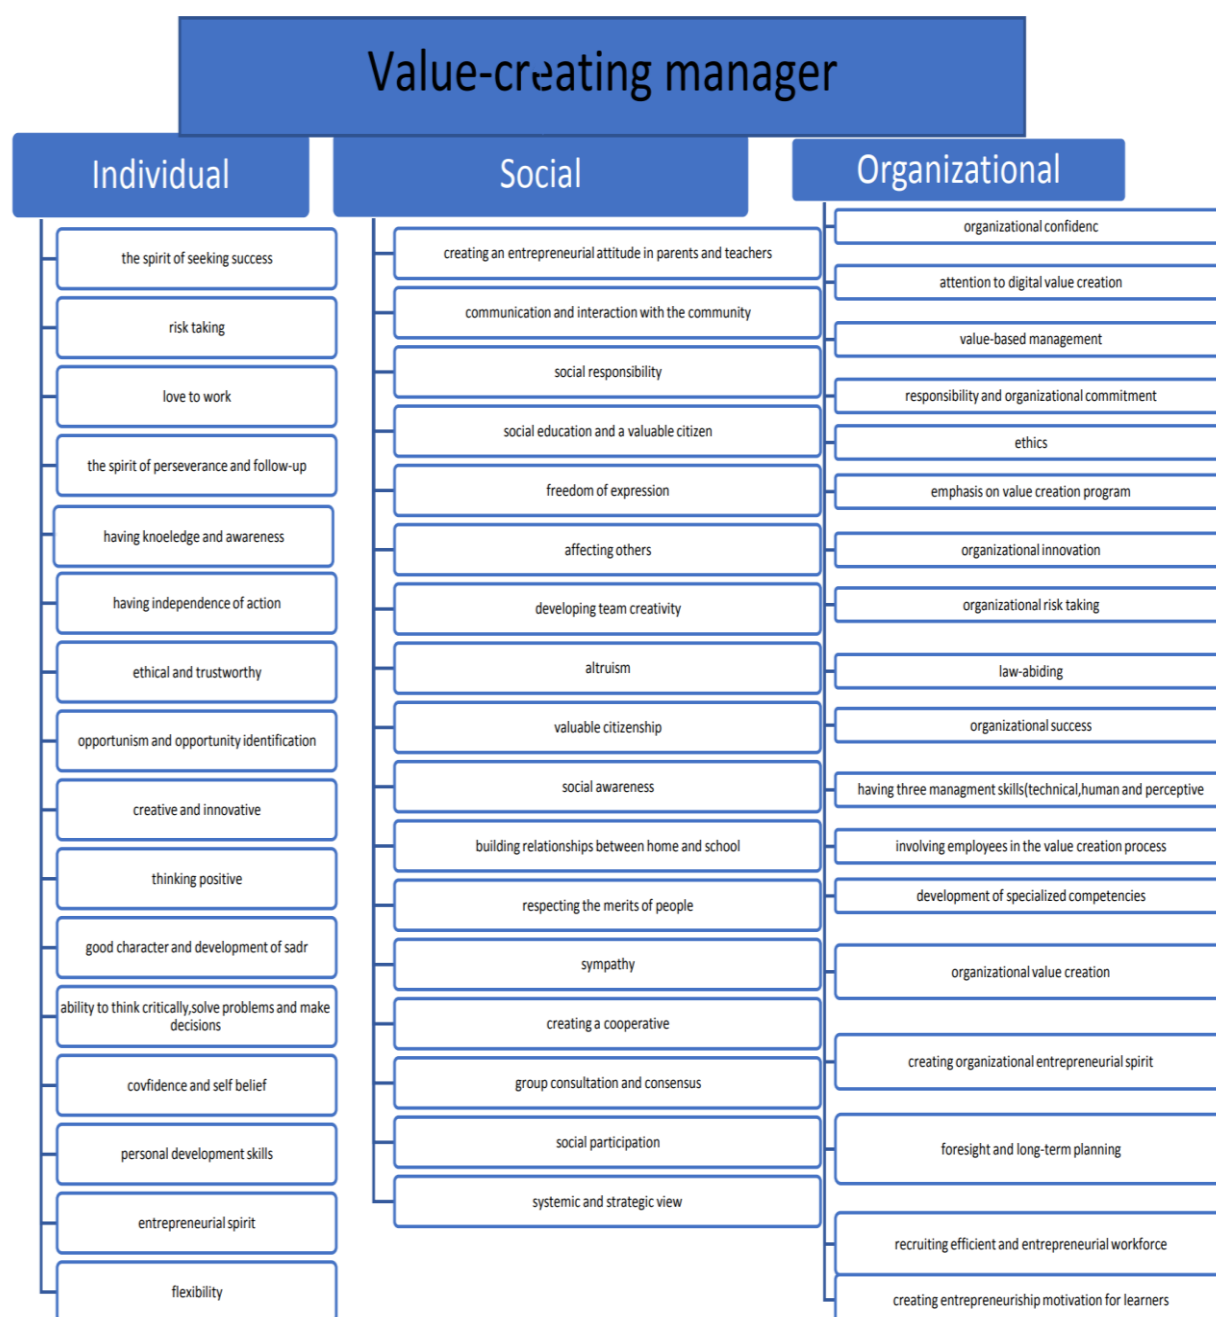 Value-creating manager
Individual
the spirit of seeking success
risk taking
love to work
the spirit of perseverance and follow-up
having knoeledge and awareness
having independence of action
ethical and trustworthy
opportunism and opportunity identification
creative and innovative
thinking positive
good character and development of sadr
ability to think critically,solve problems and make
decisions
covfidence and self belief
personal development skills
entrepreneurial spirit
flexibility
Social
creating an entrepreneurial attitude in parents and teachers
communication and interaction with the community
social responsibility
social education and a valuable citizen
freedom of expression
affecting others
developing team creativity
altruism
valuable citizenship
social awareness
building relationships between home and school
respecting the merits of people
sympathy
creating a cooperative
group consultation and consensus
social participation
systemic and strategic view
Organizational
organizational confidenc
attention to digital value creation
value-based management
responsibility and organizational commitment
ethics
emphasis on value creation program
organizational innovation
organizational risk taking
law-abiding
organizational success
having three managment skills(technical,human and perceptive
involving employees in the value creation process
development of specialized competencies
organizational value creation
creating organizational entrepreneurial spirit
foresight and long-term planning
recruiting efficient and entrepreneurial workforce
creating entrepreneuriship motivation for learners